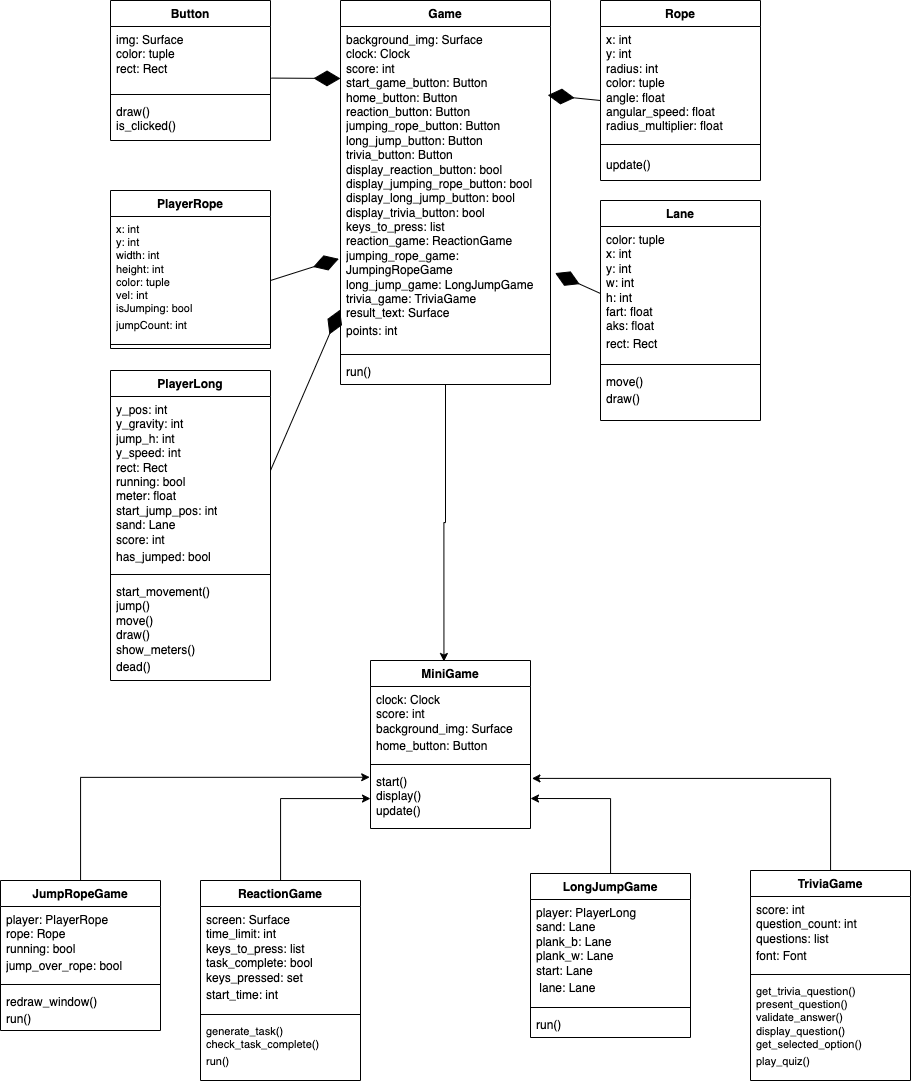 Button
img: Surface
color: tuple
rect: Rect
draw()
is_clicked()
Game
background_img: Surface
clock: Clock
score: int
start_game_button: Button
home_button: Button
reaction_button: Button
jumping_rope_button: Button
long_jump_button: Button
trivia_button: Button
display_reaction_button: bool
display_jumping_rope_button: bool
display_long_jump_button: bool
display_trivia_button: bool
keys_to_press: list
reaction_game: ReactionGame
jumping_rope_game:
JumpingRopeGame
long_jump_game: LongJumpGame
trivia_game: TriviaGame
result_text: Surface
points: int
run()
Rope
x: int
y: int
radius: int
color: tuple
angle: float
angular_speed: float
radius_multiplier: float
update()
PlayerRope
x: int
y: int
width: int
height: int
color: tuple
vel: int
isJumping: bool
jumpCount: int
Lane
color: tuple
x: int
y: int
w: int
h: int
fart: float
aks: float
rect: Rect
move()
draw()
PlayerLong
y_pos: int
y_gravity: int
jump_h: int
y_speed: int
rect: Rect
running: bool
meter: float
start_jump_pos: int
sand: Lane
score: int
has_jumped: bool
start_movement()
jump()
move()
draw()
show_meters()
dead()
MiniGame
clock: Clock
score: int
background_img: Surface
home_button: Button
start()
display()
update()
JumpRopeGame
player: PlayerRope
rope: Rope
running: bool
jump_over_rope: bool
redraw_window()
run()
ReactionGame
screen: Surface
time_limit: int
keys_to_press: list
task_complete: bool
keys_pressed: set
start_time: int
generate_task()
check_task_complete()
run()
LongJumpGame
player: PlayerLong
sand: Lane
plank_b: Lane
plank_w: Lane
start: Lane
lane: Lane
run()
TriviaGame
score: int
question_count: int
questions: list
font: Font
get_trivia_question()
present_question()
validate_answer()
display_question()
get_selected_option()
play_quiz()